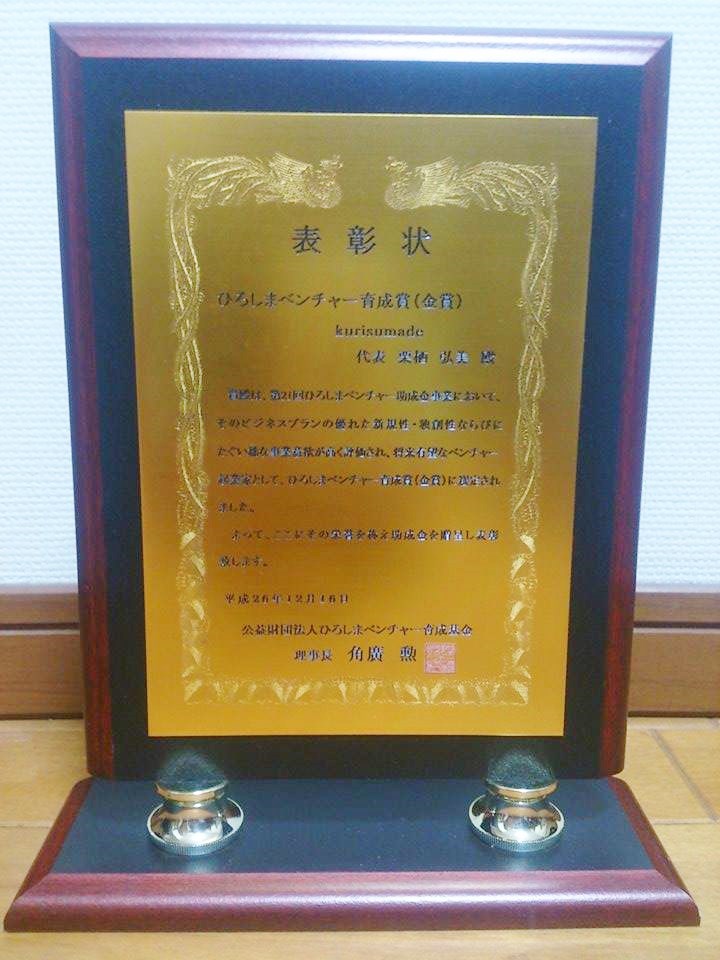 表彰状
ひろしまベンチャー育成賞(金賞)
kurisumade
代表 栗栖 弘美 殿
貴殿は、第21回ひろしまベンチャー助成金事業において、
そのビジネスプランの優れた新規性・独創性ならびに
たぐい稀な事業意欲が高く評価され、将来有望なベンチャー
起業家として、ひろしまベンチャー育成賞(金賞)に選定され
ました。
よって、ここにその栄誉を称え助成金を贈呈し表彰
致します。
平成26年12月16日
公益財団法人ひろしまベンチャー育成基金
理事長 角廣 勲